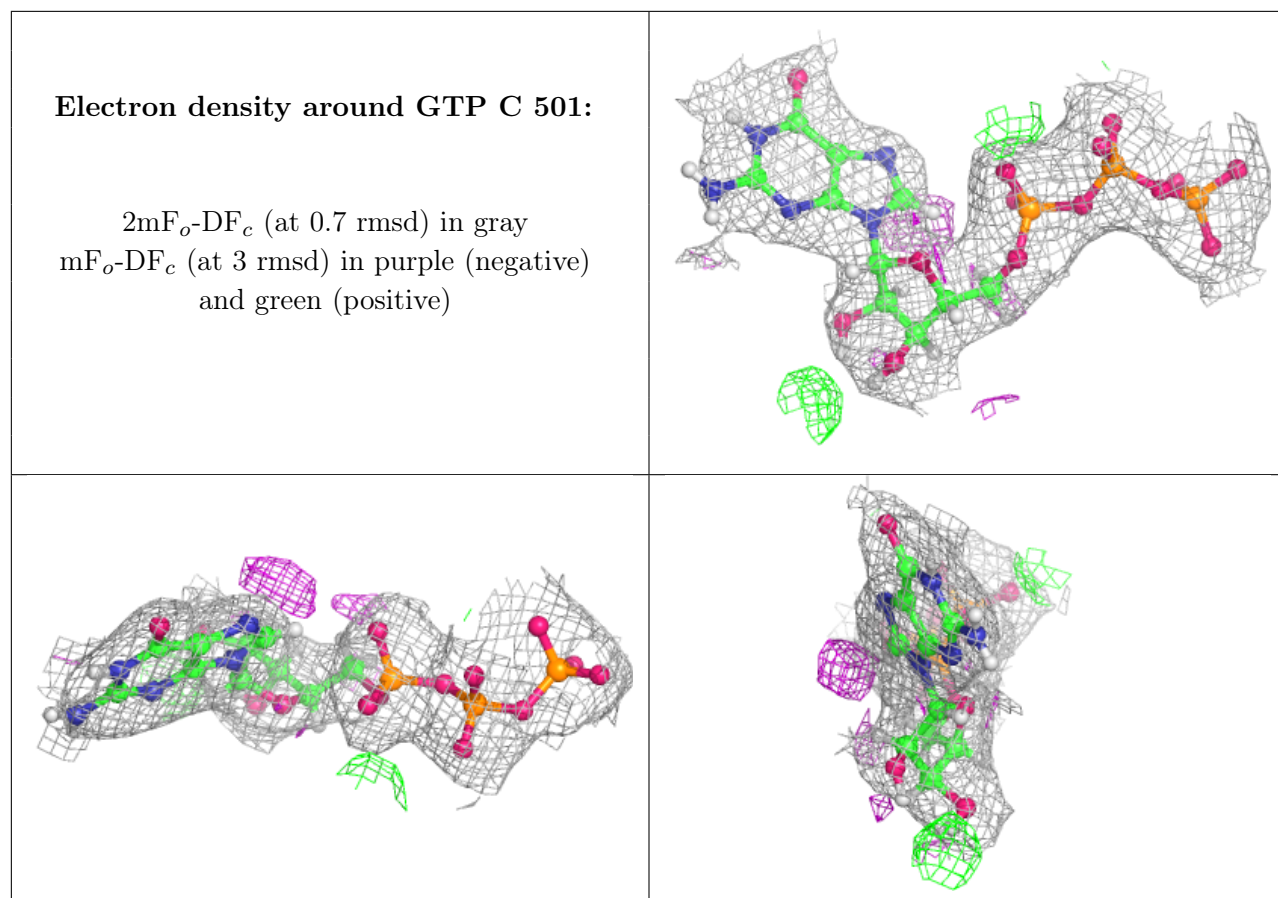 Electron density around GTP C 501:
2mFo-DFc (at 0.7 rmsd) in gray
mFo-DFc (at 3 rmsd) in purple (negative)
and green (positive)